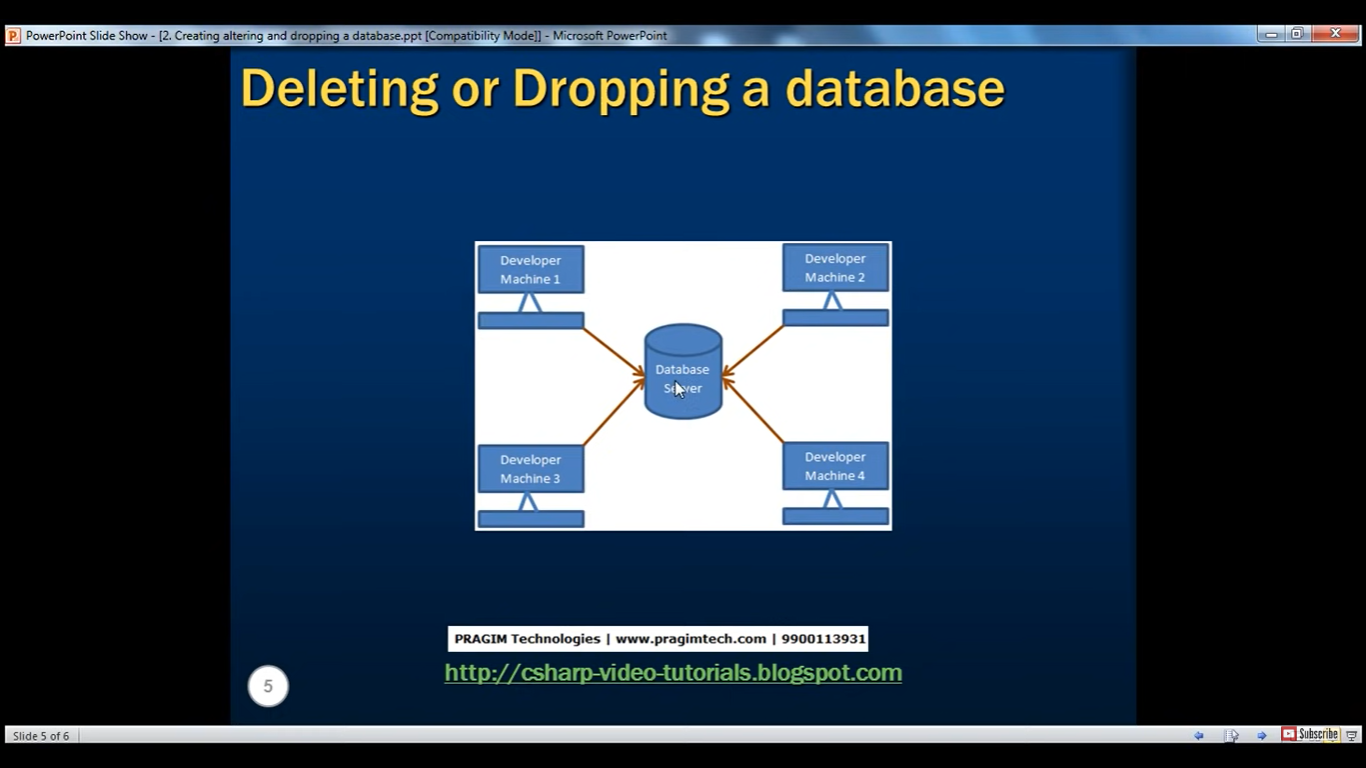 PowerPoint Slide Show - [2. Creating altering and dropping a database.ppt [Compatibility Mode]] - Microsoft PowerPoint
Deleting or Dropping a database
Developer
Machine 1
Developer
Machine 2
Database
Server
Developer
Machine 3
Developer
Machine 4
PRAGIM Technologies | www.pragimtech.com | 9900113931
http://csharp-video-tutorials.blogspot.com
5
Slide 5 of 6
Subscribe